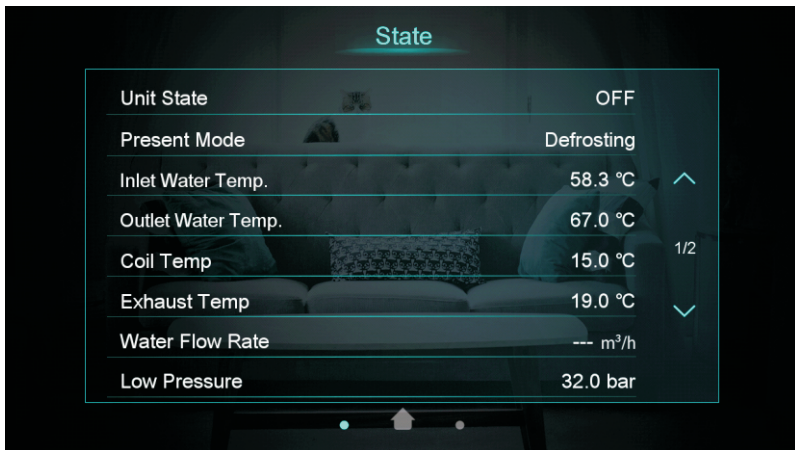 State
Unit State OFF
Present Mode Defrosting
Inlet Water Temp. 58.3 ℃
Outlet Water Temp. 67.0 ℃
Coil Temp 15.0 ℃
1/2
Exhaust Temp 19.0 ℃
Water Flow Rate --- m³/h
Low Pressure 32.0 bar